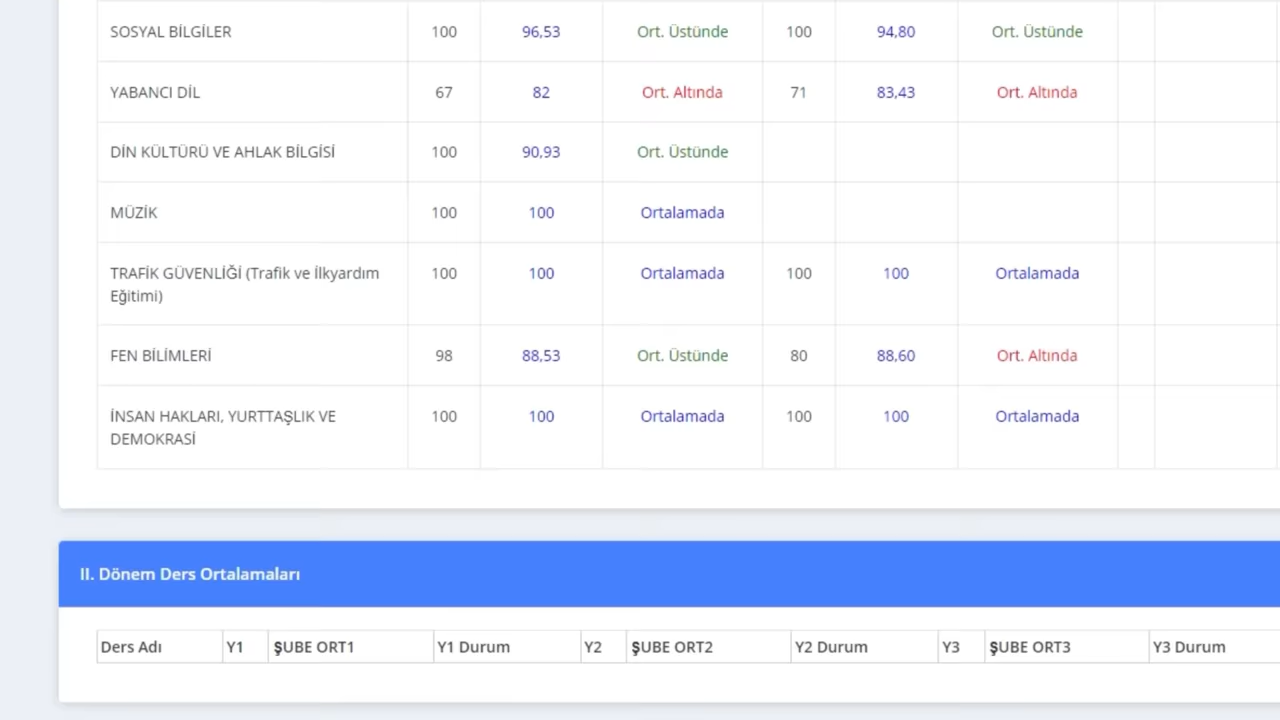 SOSYAL BİLGİLER 100 96,53 Ort. Üstünde 100 94,80 Ort. Üstünde
YABANCI DİL 67 82 Ort. Altında 71 83,43 Ort. Altında
DİN KÜLTÜRÜ VE AHLAK BİLGİSİ 100 90,93 Ort. Üstünde
MÜZİK 100 100 Ortalamada
TRAFİK GÜVENLİĞİ (Trafik ve İlkyardım 100 100 Ortalamada 100 100 Ortalamada
Eğitimi)
FEN BİLİMLERİ 98 88,53 Ort. Üstünde 80 88,60 Ort. Altında
İNSAN HAKLARI, YURTTAŞLIK VE 100 100 Ortalamada 100 100 Ortalamada
DEMOKRASİ
II. Dönem Ders Ortalamaları
Ders Adı Y1 ŞUBE ORT1 Y1 Durum Y2 ŞUBE ORT2 Y2 Durum Y3 ŞUBE ORT3 Y3 Durum